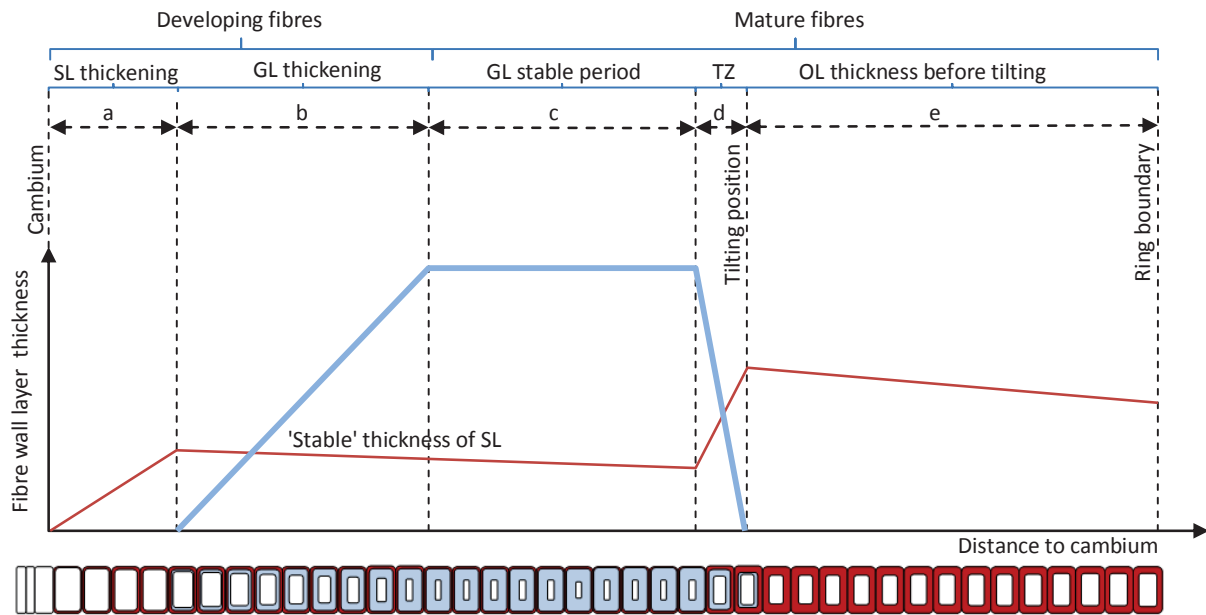 Developing fibres
Mature fibres
SL thickening
GL thickening
GL stable period
TZ
OL thickness before tilting
a
b
c
d
e
Cambium
Tilting position
Ring boundary
Fibre wall layer thickness
'Stable' thickness of SL
Distance to cambium